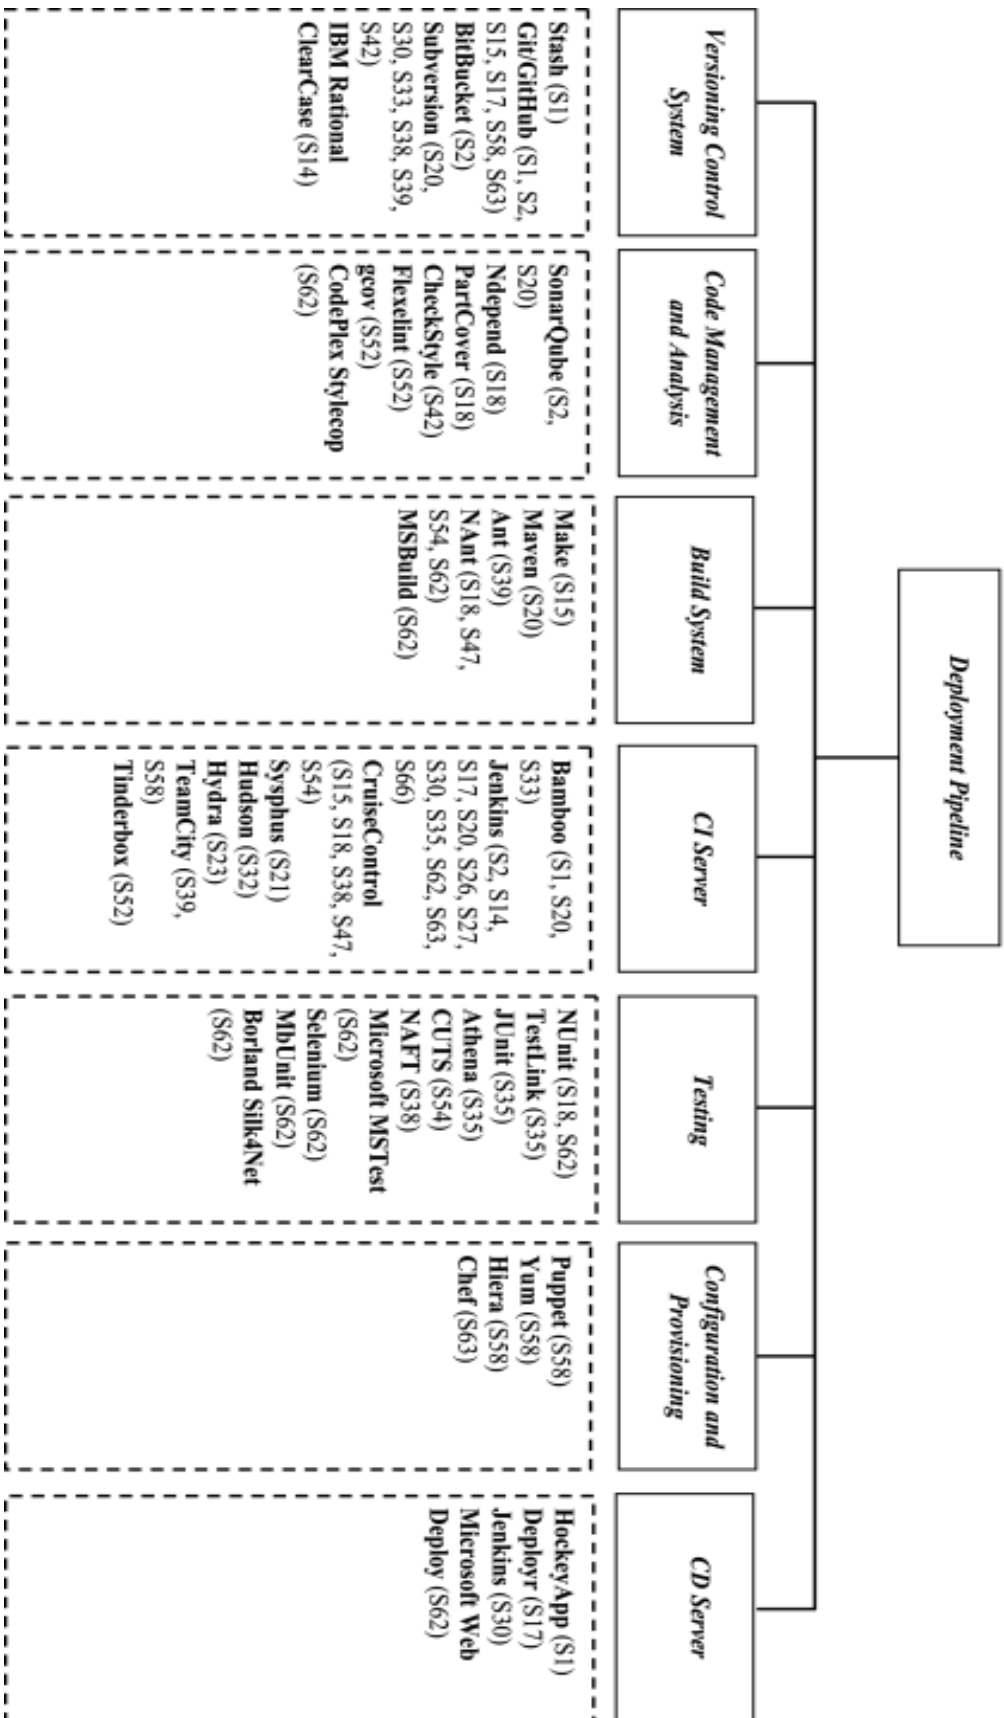 Deployment Pipeline
Versioning Control
System
Stash (S1)
Git/GitHub (S1, S2,
S15, S17, S58, S63)
BitBucket (S2)
Subversion (S20,
S30, S33, S38, S39,
S42)
IBM Rational
ClearCase (S14)
Code Management
and Analysis
SonarQube (S2,
S20)
Ndepend (S18)
PartCover (S18)
CheckStyle (S42)
Flexelint (S52)
gcov (S52)
CodePlex Stylecop
(S62)
Build System
Make (S15)
Maven (S20)
Ant (S39)
NAnt (S18, S47,
S54, S62)
MSBuild (S62)
CI Server
Bamboo (S1, S20,
S33)
Jenkins (S2, S14,
S17, S20, S26, S27,
S30, S35, S62, S63,
S66)
CruiseControl
(S15, S18, S38, S47,
S54)
Sysphus (S21)
Hudson (S32)
Hydra (S23)
TeamCity (S39,
S58)
Tinderbox (S52)
Testing
NUnit (S18, S62)
TestLink (S35)
JUnit (S35)
Athena (S35)
CUTS (S54)
NAFT (S38)
Microsoft MSTest
(S62)
Selenium (S62)
MbUnit (S62)
Borland Silk4Net
(S62)
Configuration and
Provisioning
Puppet (S58)
Yum (S58)
Hiera (S58)
Chef (S63)
CD Server
HockeyApp (S1)
Deployr (S17)
Jenkins (S30)
Microsoft Web
Deploy (S62)